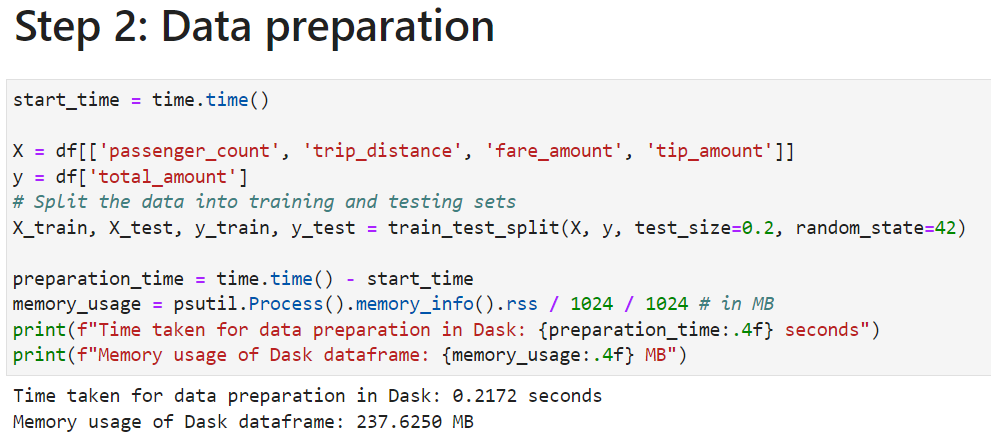 Step 2: Data preparation
start_time = time.time()
X = df[['passenger_count', 'trip_distance', 'fare_amount', 'tip_amount']]
y = df['total_amount']
# Split the data into training and testing sets
X_train, X_test, y_train, y_test = train_test_split(X, y, test_size=0.2, random_state=42)
preparation_time = time.time() - start_time
memory_usage = psutil.Process().memory_info().rss / 1024 / 1024 # in MB
print(f"Time taken for data preparation in Dask: {preparation_time:.4f} seconds")
print(f"Memory usage of Dask dataframe: {memory_usage:.4f} MB")
Time taken for data preparation in Dask: 0.2172 seconds
Memory usage of Dask dataframe: 237.6250 MB